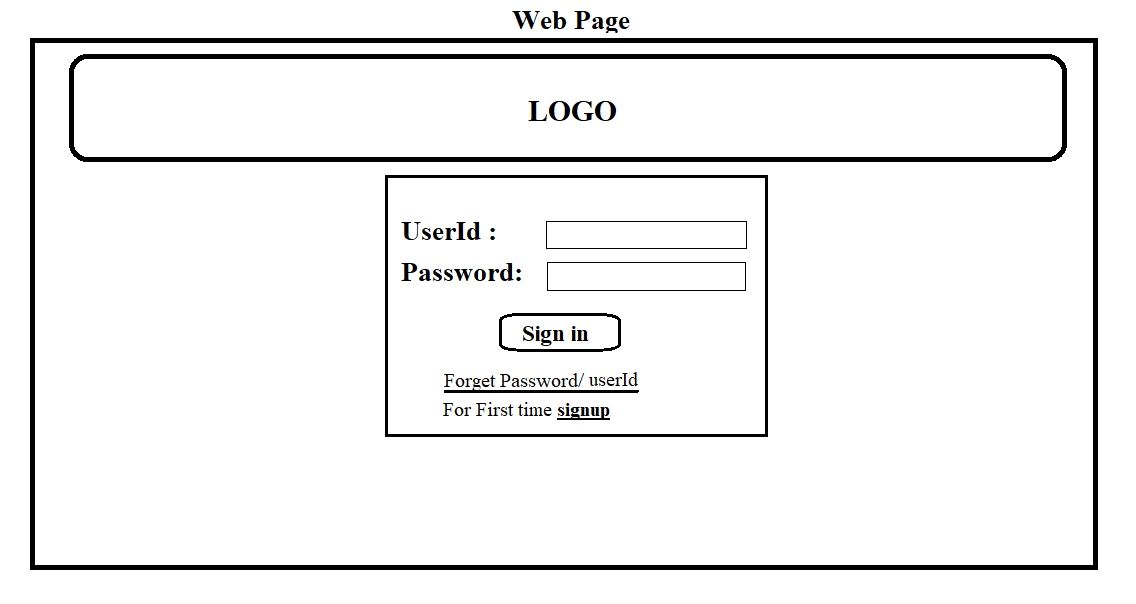 Web Page
LOGO
UserId :
Password:
Sign in
Forget Password/ userId
For First time signup